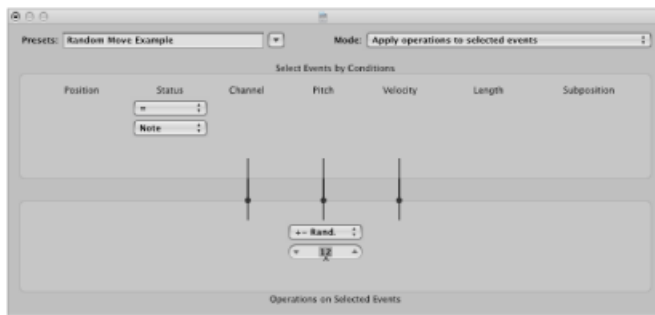 Presets: Random Move Example Mode: Apply operations to selected events
Select Events by Conditions
Position Status Channel Pitch Velocity Length Subposition
=
Note
+- Rand.
12
Operations on Selected Events